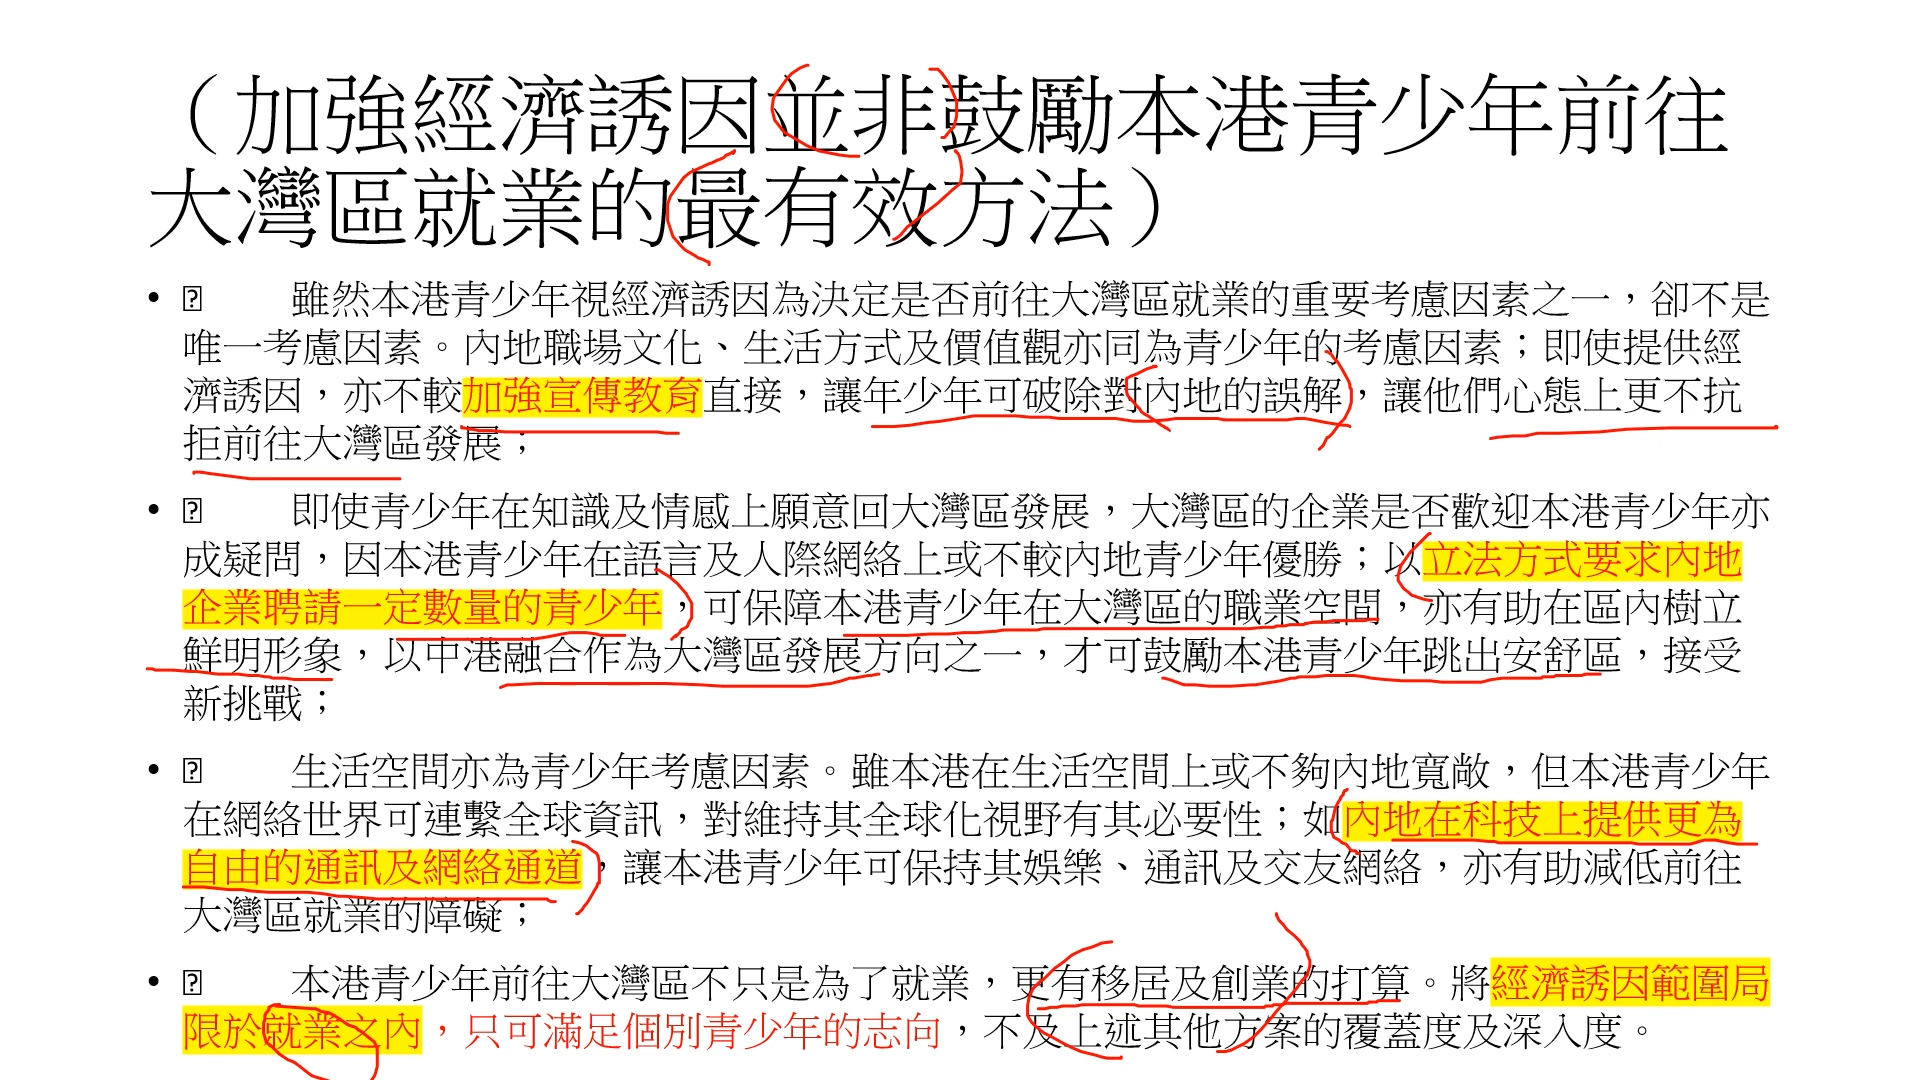 （加強經濟誘因並非鼓勵本港青少年前往
大灣區就業的最有效方法）
• 雖然本港青少年視經濟誘因為決定是否前往大灣區就業的重要考慮因素之一，卻不是
唯一考慮因素。內地職場文化、生活方式及價值觀亦同為青少年的考慮因素；即使提供經
濟誘因，亦不較加強宣傳教育直接，讓年少年可破除對內地的誤解，讓他們心態上更不抗
拒前往大灣區發展；
• 即使青少年在知識及情感上願意回大灣區發展，大灣區的企業是否歡迎本港青少年亦
成疑問，因本港青少年在語言及人際網絡上或不較內地青少年優勝；以立法方式要求內地
企業聘請一定數量的青少年，可保障本港青少年在大灣區的職業空間，亦有助在區內樹立
鮮明形象，以中港融合作為大灣區發展方向之一，才可鼓勵本港青少年跳出安舒區，接受
新挑戰；
• 生活空間亦為青少年考慮因素。雖本港在生活空間上或不夠內地寬敞，但本港青少年
在網絡世界可連繫全球資訊，對維持其全球化視野有其必要性；如內地在科技上提供更為
自由的通訊及網絡通道，讓本港青少年可保持其娛樂、通訊及交友網絡，亦有助減低前往
大灣區就業的障礙；
• 本港青少年前往大灣區不只是為了就業，更有移居及創業的打算。將經濟誘因範圍局
限於就業之內，只可滿足個別青少年的志向，不及上述其他方案的覆蓋度及深入度。